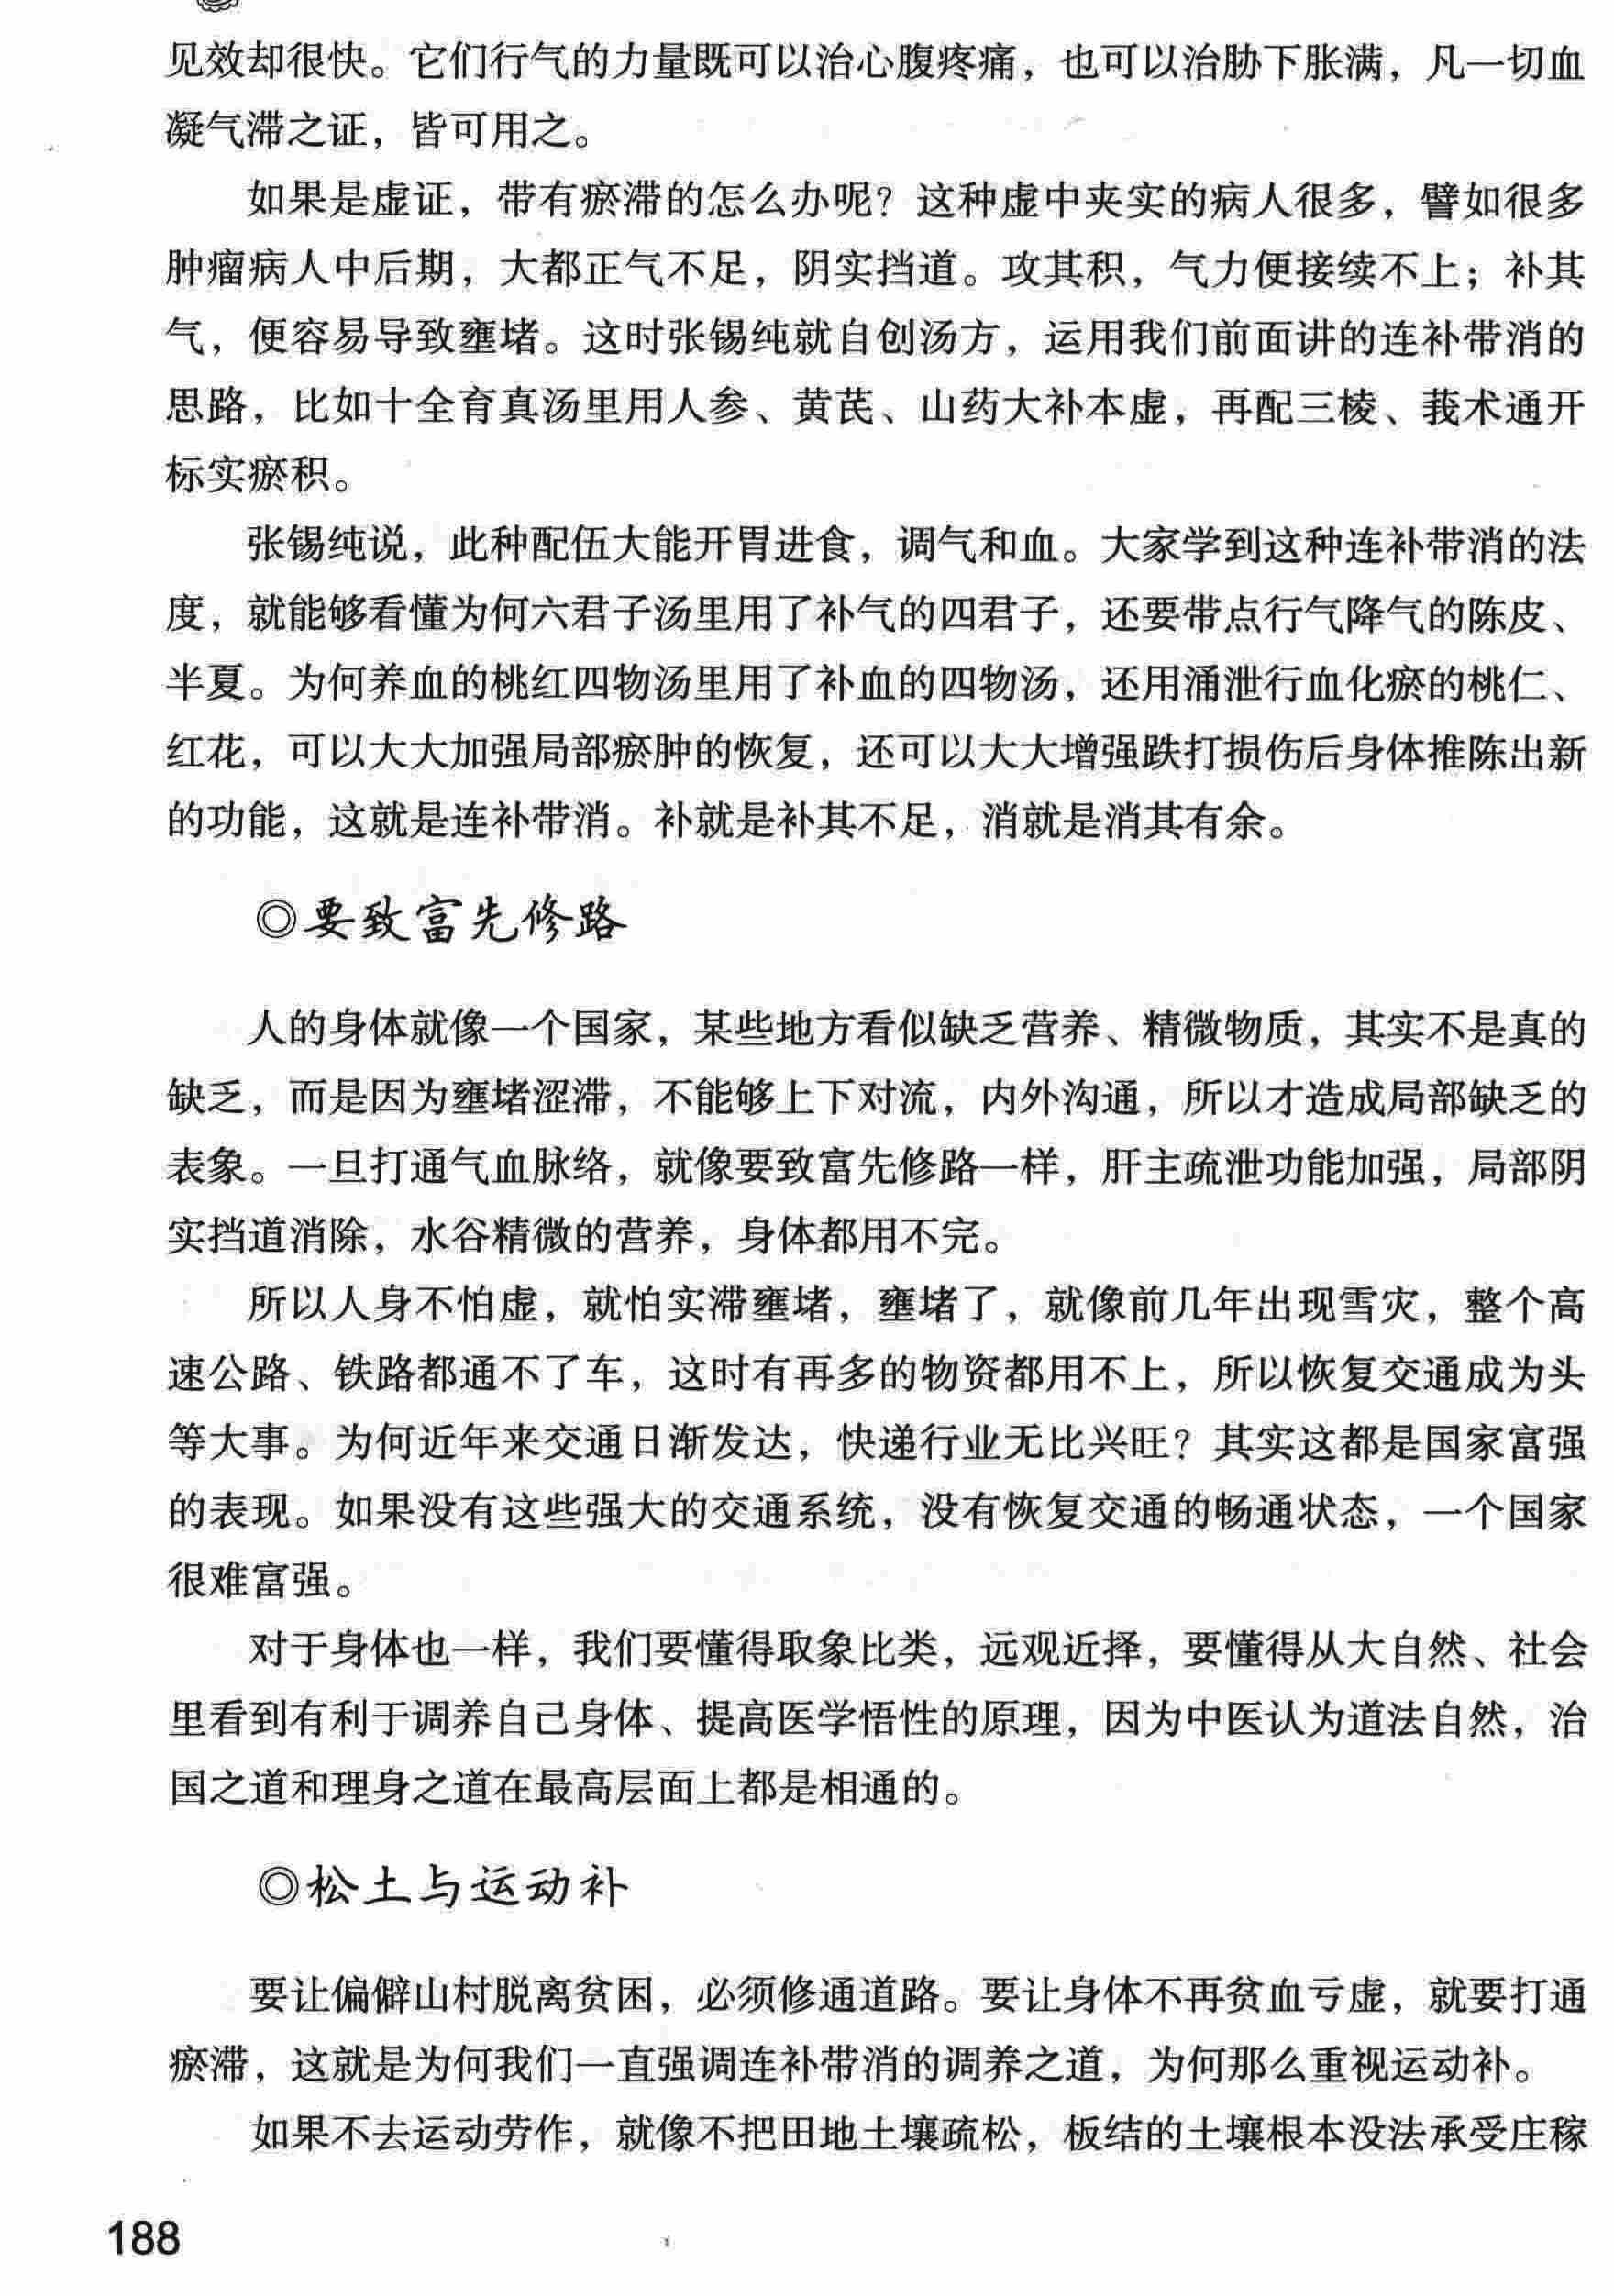 见效却很快。它们行气的力量既可以治心腹疼痛，也可以治胁下胀满，凡一切血
凝气滞之证，皆可用之。
如果是虚证，带有瘀滞的怎么办呢？这种虚中夹实的病人很多，譬如很多
肿瘤病人中后期，大都正气不足，阴实挡道。攻其积，气力便接续不上；补其
气，便容易导致壅堵。这时张锡纯就自创汤方，运用我们前面讲的连补带消的
思路，比如十全育真汤里用人参、黄芪、山药大补本虚，再配三棱、莪术通开
标实瘀积。
张锡纯说，此种配伍大能开胃进食，调气和血。大家学到这种连补带消的法
度，就能够看懂为何六君子汤里用了补气的四君子，还要带点行气降气的陈皮、
半夏。为何养血的桃红四物汤里用了补血的四物汤，还用涌泄行血化瘀的桃仁、
红花，可以大大加强局部瘀肿的恢复，还可以大大增强跌打损伤后身体推陈出新
的功能，这就是连补带消。补就是补其不足，消就是消其有余。
◎要致富先修路
人的身体就像一个国家，某些地方看似缺乏营养、精微物质，其实不是真的
缺乏，而是因为壅堵涩滞，不能够上下对流，内外沟通，所以才造成局部缺乏的
表象。一旦打通气血脉络，就像要致富先修路一样，肝主疏泄功能加强，局部阴
实挡道消除，水谷精微的营养，身体都用不完。
所以人身不怕虚，就怕实滞壅堵，壅堵了，就像前几年出现雪灾，整个高
速公路、铁路都通不了车，这时有再多的物资都用不上，所以恢复交通成为头
等大事。为何近年来交通日渐发达，快递行业无比兴旺？其实这都是国家富强
的表现。如果没有这些强大的交通系统，没有恢复交通的畅通状态，一个国家
很难富强。
对于身体也一样，我们要懂得取象比类，远观近择，要懂得从大自然、社会
里看到有利于调养自己身体、提高医学悟性的原理，因为中医认为道法自然，治
国之道和理身之道在最高层面上都是相通的。
◎松土与运动补
要让偏僻山村脱离贫困，必须修通道路。要让身体不再贫血亏虚，就要打通
瘀滞，这就是为何我们一直强调连补带消的调养之道，为何那么重视运动补。
如果不去运动劳作，就像不把田地土壤疏松，板结的土壤根本没法承受庄稼
188